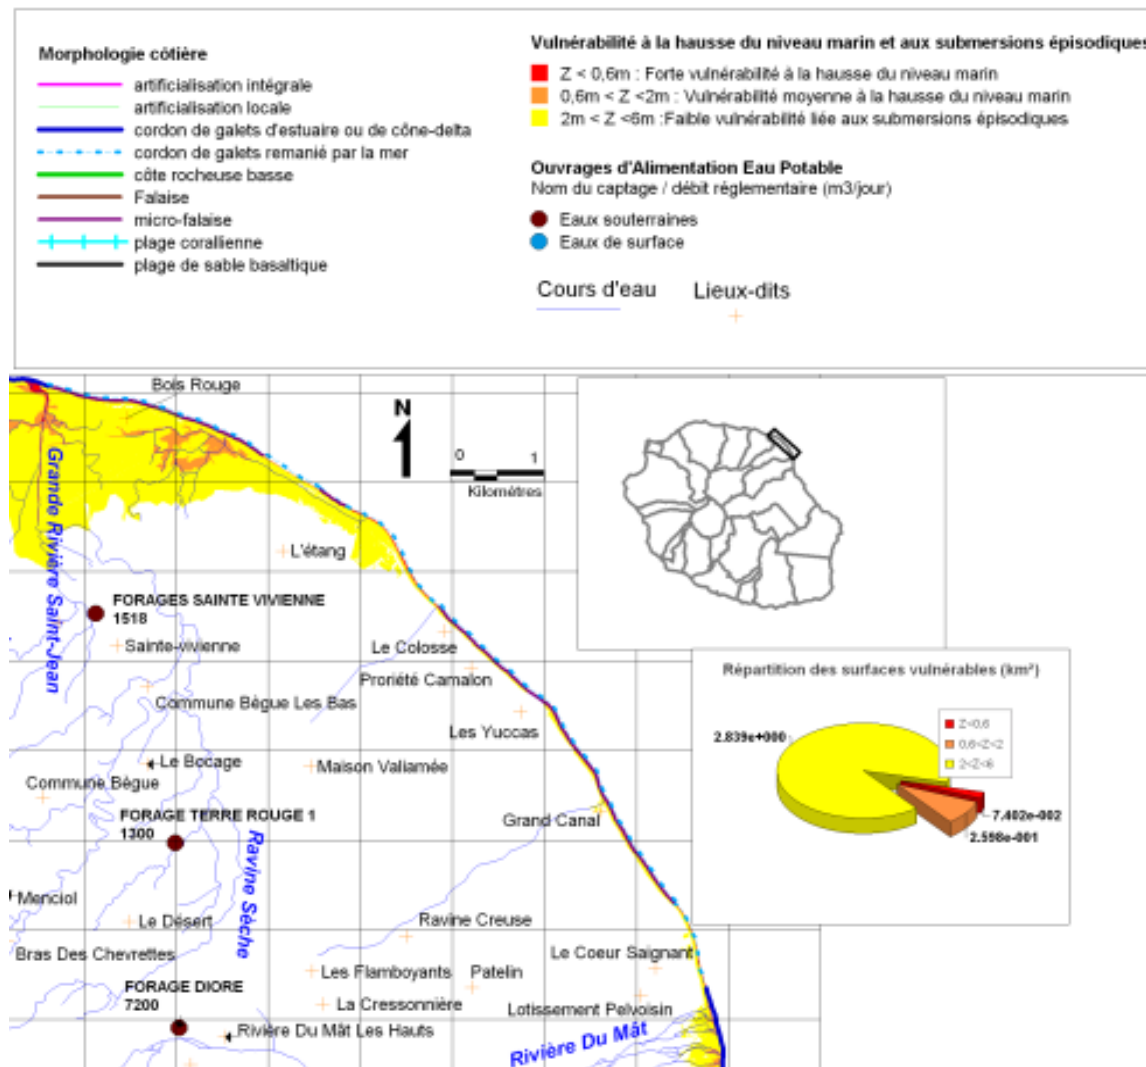 Morphologie côtière
artificialisation intégrale
artificialisation locale
cordon de galets d'estuaire ou de cône-delta
cordon de galets remanié par la mer
côte rocheuse basse
Falaise
micro-falaise
plage corallienne
plage de sable basaltique
Vulnérabilité à la hausse du niveau marin et aux submersions épisodiques
Z < 0,6m : Forte vulnérabilité à la hausse du niveau marin
0,6m < Z <2m : Vulnérabilité moyenne à la hausse du niveau marin
2m < Z <6m :Faible vulnérabilité liée aux submersions épisodiques
Ouvrages d'Alimentation Eau Potable
Nom du captage / débit réglementaire (m3/jour)
Eaux souterraines
Eaux de surface
Cours d'eau
Lieux-dits
Bois Rouge
N
0 1
Kilomètres
Grande Rivière Saint-Jean
L'étang
FORAGES SAINTE VIVIENNE
1518
Sainte-vivienne
Le Colosse
Proriété Camalon
Commune Bègue Les Bas
Les Yuccas
Le Bocage
Maison Valiamée
Commune Bègue
FORAGE TERRE ROUGE 1
1300
Grand Canal
Ravine Sèche
Menciol
Le Désert
Ravine Creuse
Bras Des Chevrettes
Le Coeur Saignant
Les Flamboyants
Patelin
FORAGE DIORE
7200
La Cressonnière
Lotissement Pelvoisin
Rivière Du Mât Les Hauts
Rivière Du Mât
Répartition des surfaces vulnérables (km²)
2.839e+000
Z<0,6
0,6<Z<2
2<Z<6
7.402e-002
2.598e-001